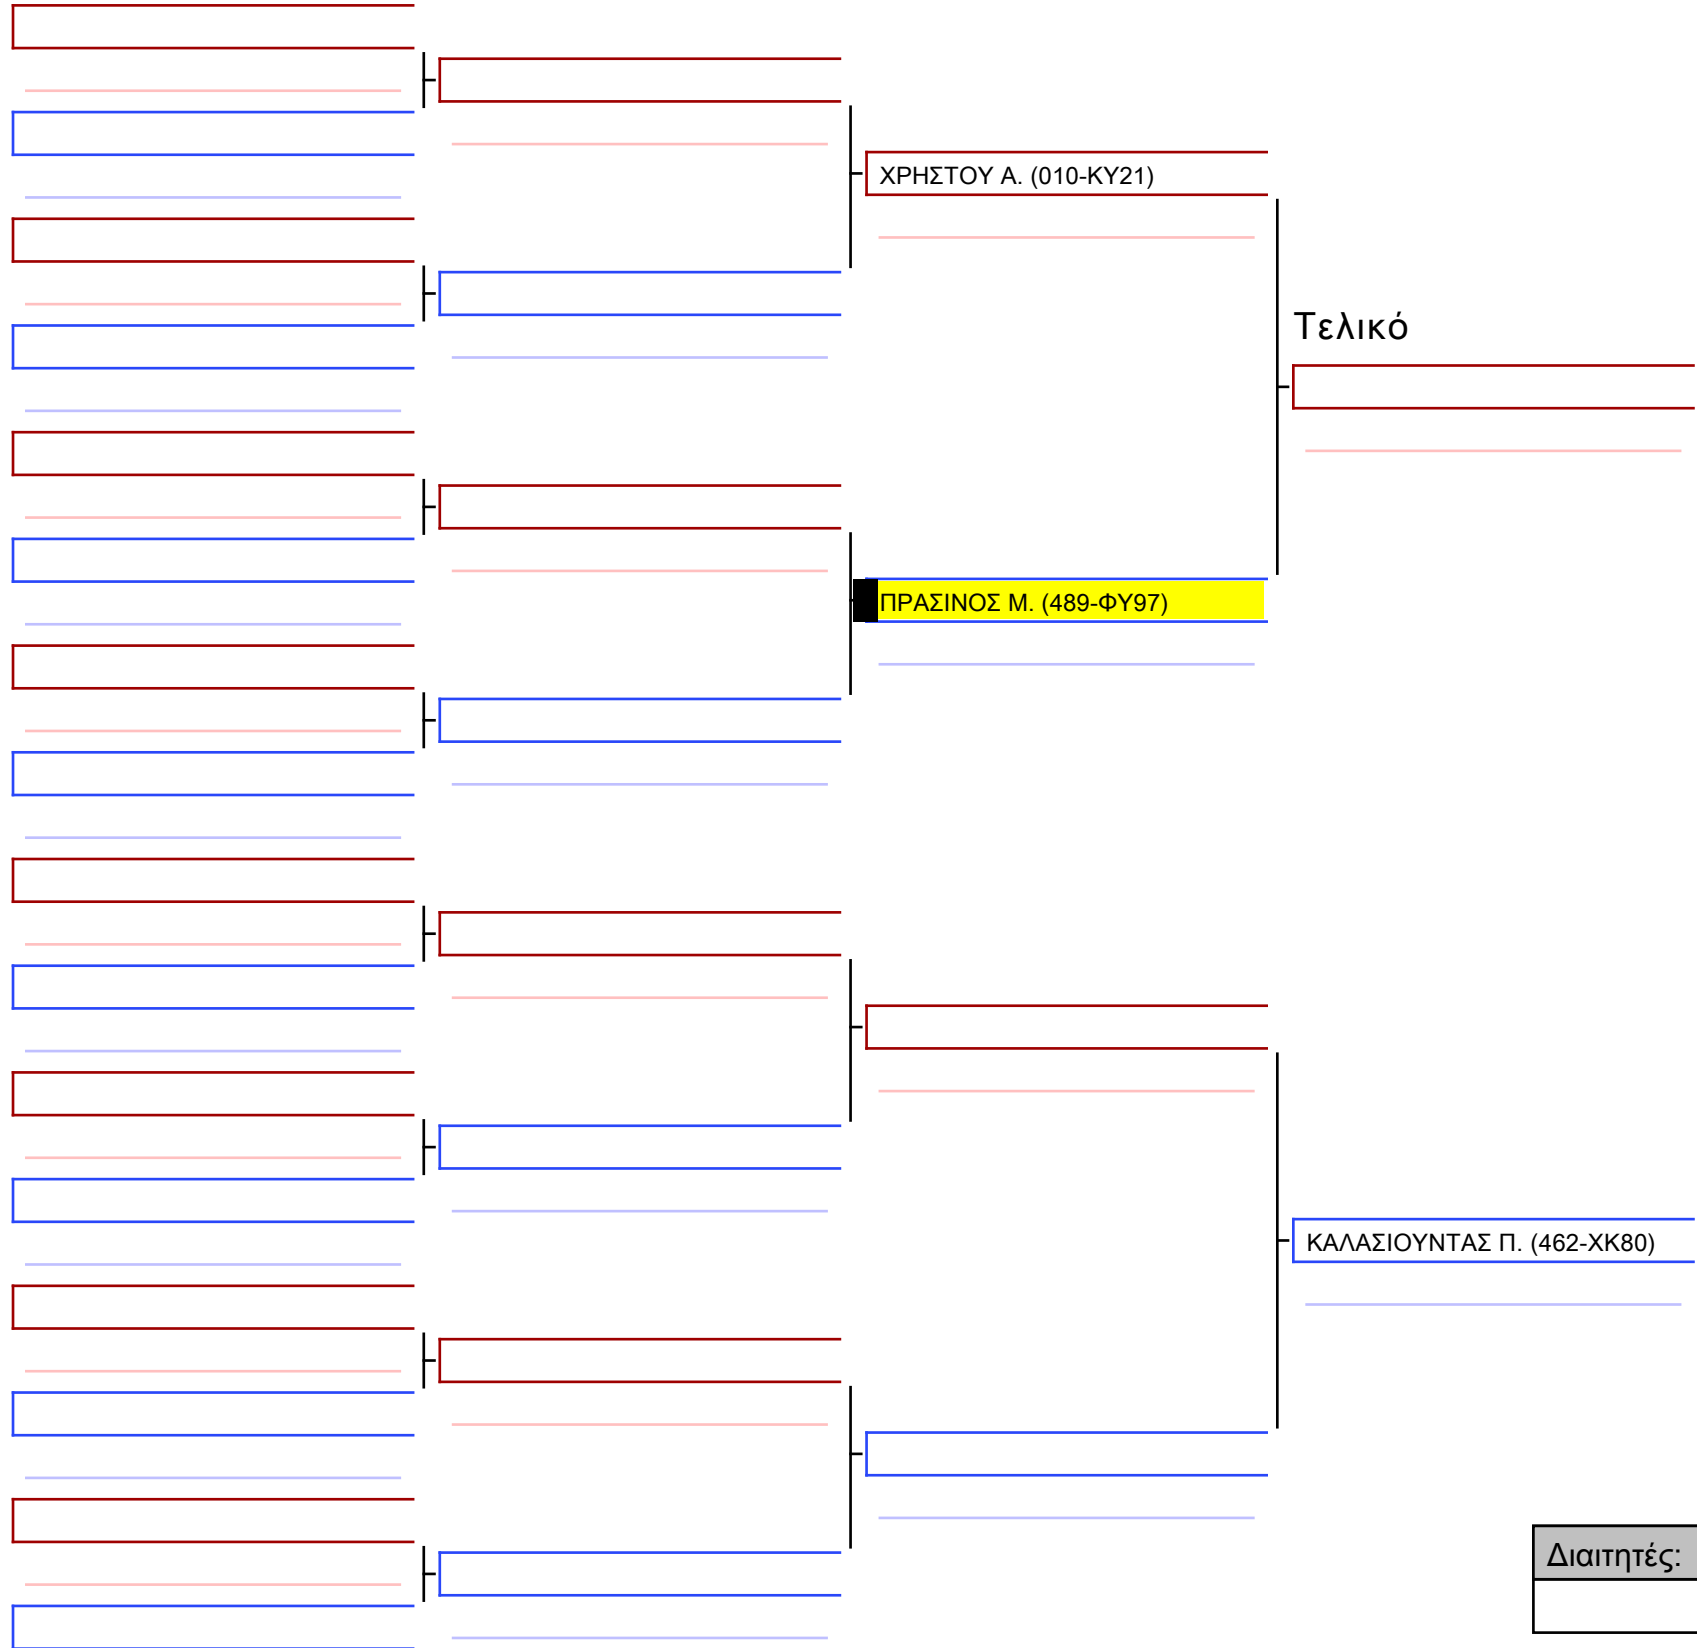 ΧΡΗΣΤΟΥ Α. (010-ΚΥ21)
Τελικό
ΠΡΑΣΙΝΟΣ Μ. (489-ΦΥ97)
ΚΑΛΑΣΙΟΥΝΤΑΣ Π. (462-ΧΚ80)
Διαιτητές: